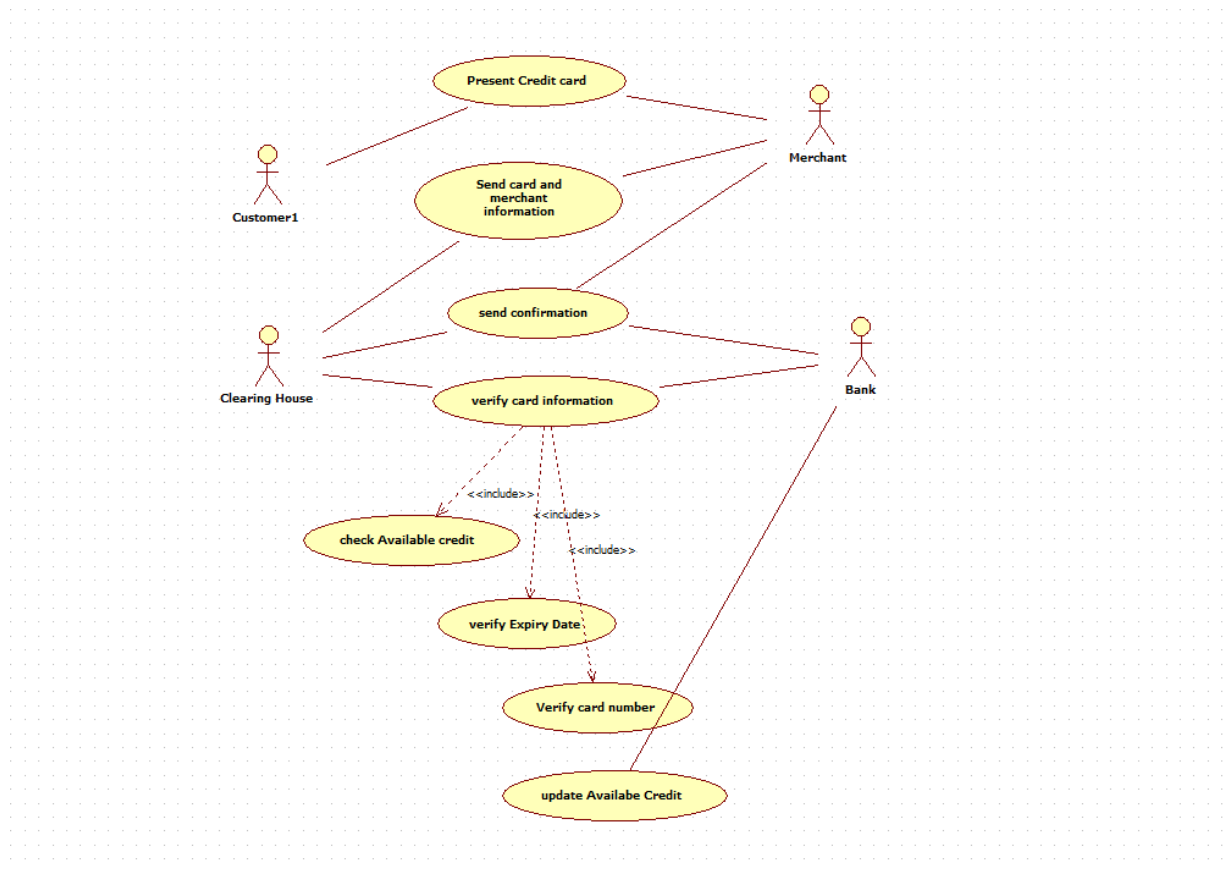 Present Credit card
Merchant
Send card and
merchant
information
Customer1
send confirmation
Clearing House
Bank
verify card information
<<include>>
<<include>>
<<include>>
check Available credit
verify Expiry Date
Verify card number
update Availabe Credit